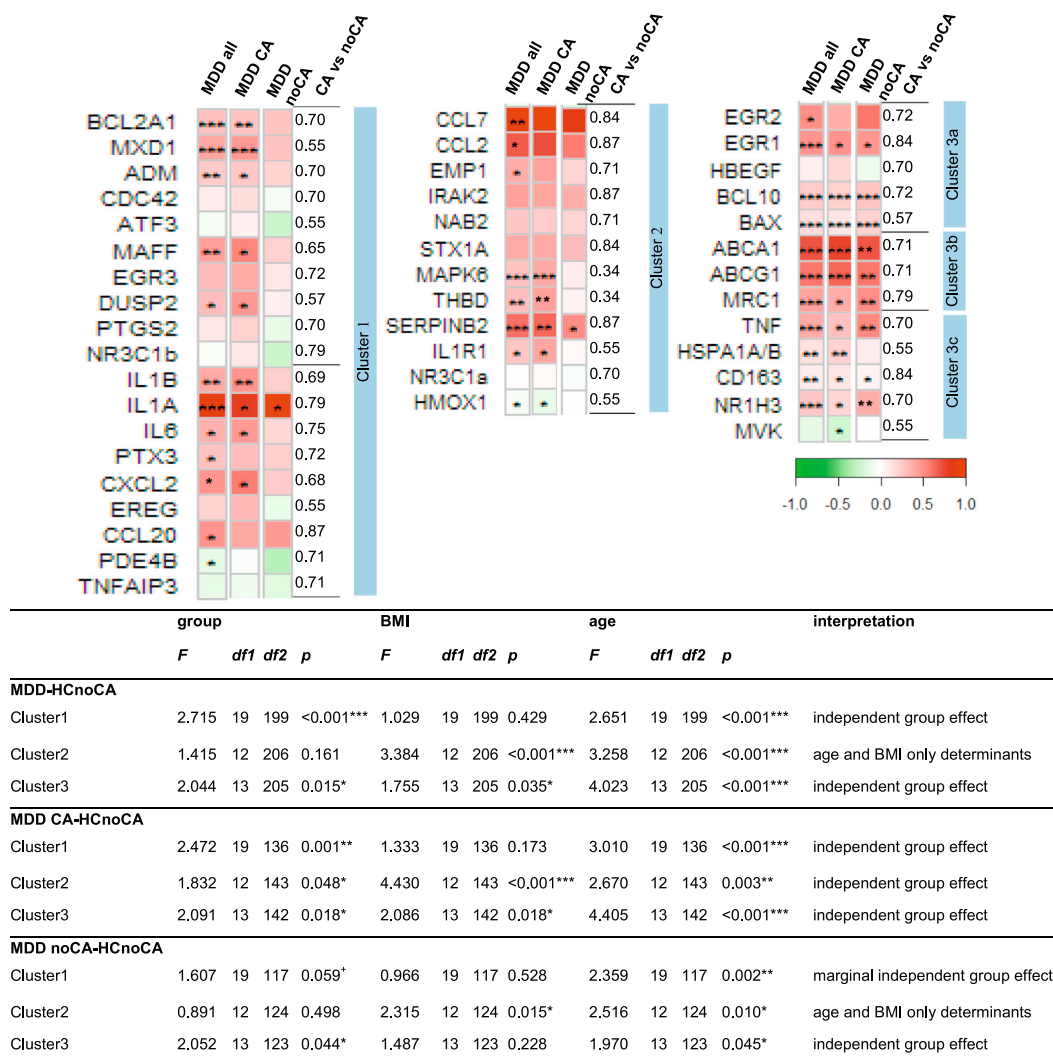 MDD all MDD CA MDD noCA CA vs noCA
BCL2A1 *** ** 0.70
MXD1 *** *** 0.55
ADM ** * 0.70
CDC42 0.70
ATF3 0.55
MAFF ** * 0.65
EGR3 0.72
DUSP2 * * 0.57
PTGS2 0.70
NR3C1b 0.79
IL1B ** ** 0.69
IL1A *** * * 0.79
IL6 * * 0.75
PTX3 * 0.72
CXCL2 * * 0.68
EREG 0.55
CCL20 * 0.87
PDE4B * 0.71
TNFAIP3 0.71
Cluster 1
MDD all MDD CA MDD noCA CA vs noCA
CCL7 ** 0.84
CCL2 * 0.87
EMP1 * 0.71
IRAK2 0.87
NAB2 0.71
STX1A 0.84
MAPK6 *** *** 0.34
THBD ** ** 0.34
SERPINB2 *** ** * 0.87
IL1R1 * * 0.55
NR3C1a 0.70
HMOX1 * * 0.55
Cluster 2
MDD all MDD CA MDD noCA CA vs noCA
EGR2 * 0.72
EGR1 *** * * 0.84
HBEGF 0.70
BCL10 *** *** *** 0.72
BAX *** *** *** 0.57
Cluster 3a
ABCA1 *** *** ** 0.71
ABCG1 *** *** ** 0.71
MRC1 *** * ** 0.79
Cluster 3b
TNF *** * ** 0.70
HSPA1A/B ** ** 0.55
CD163 ** * * 0.84
NR1H3 *** * ** 0.70
MVK * 0.55
Cluster 3c
-1.0 -0.5 0.0 0.5 1.0
group BMI age interpretation
F df1 df2 p F df1 df2 p F df1 df2 p
MDD-HCnoCA
Cluster1 2.715 19 199 <0.001*** 1.029 19 199 0.429 2.651 19 199 <0.001*** independent group effect
Cluster2 1.415 12 206 0.161 3.384 12 206 <0.001*** 3.258 12 206 <0.001*** age and BMI only determinants
Cluster3 2.044 13 205 0.015* 1.755 13 205 0.035* 4.023 13 205 <0.001*** independent group effect
MDD CA-HCnoCA
Cluster1 2.472 19 136 0.001** 1.333 19 136 0.173 3.010 19 136 <0.001*** independent group effect
Cluster2 1.832 12 143 0.048* 4.430 12 143 <0.001*** 2.670 12 143 0.003** independent group effect
Cluster3 2.091 13 142 0.018* 2.086 13 142 0.018* 4.405 13 142 <0.001*** independent group effect
MDD noCA-HCnoCA
Cluster1 1.607 19 117 0.059+ 0.966 19 117 0.528 2.359 19 117 0.002** marginal independent group effect
Cluster2 0.891 12 124 0.498 2.315 12 124 0.015* 2.516 12 124 0.010* age and BMI only determinants
Cluster3 2.052 13 123 0.044* 1.487 13 123 0.228 1.970 13 123 0.045* independent group effect